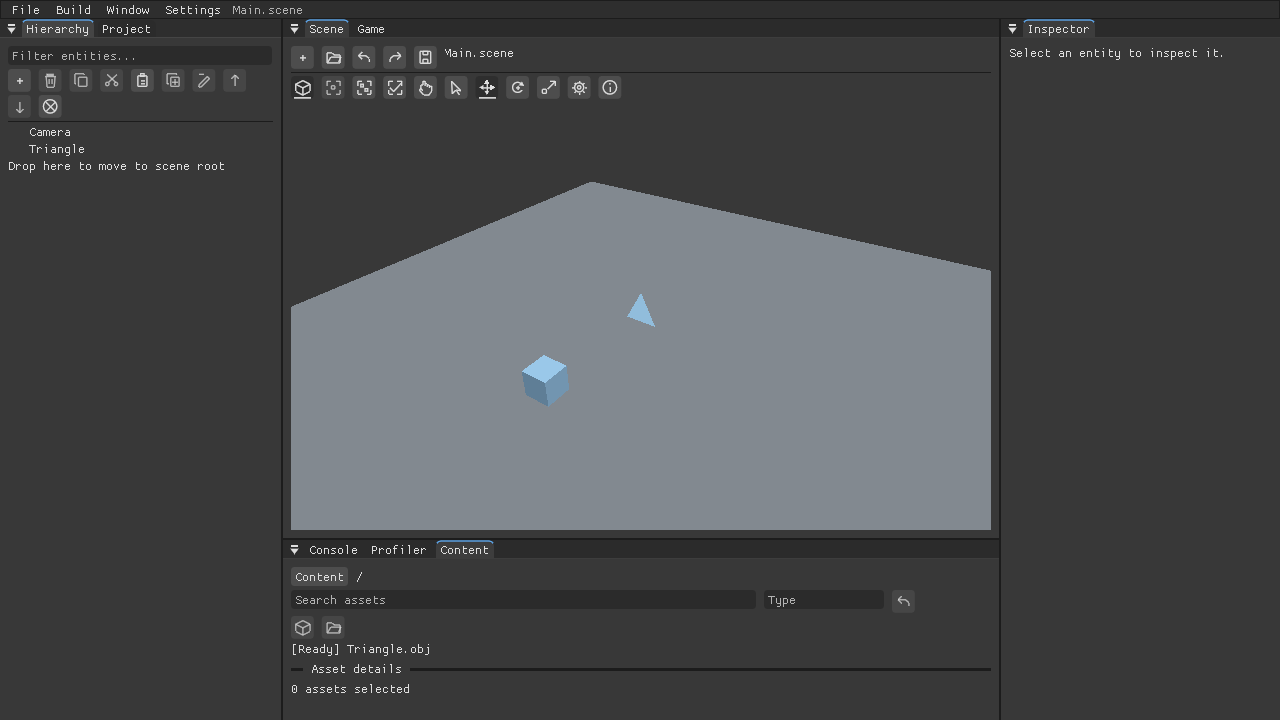 File Build Window Settings Main.scene
Hierarchy Project
Filter entities...
Camera
Triangle
Drop here to move to scene root
Scene Game
Main.scene
Inspector
Select an entity to inspect it.
Console Profiler Content
Content /
Search assets Type
[Ready] Triangle.obj
Asset details
0 assets selected